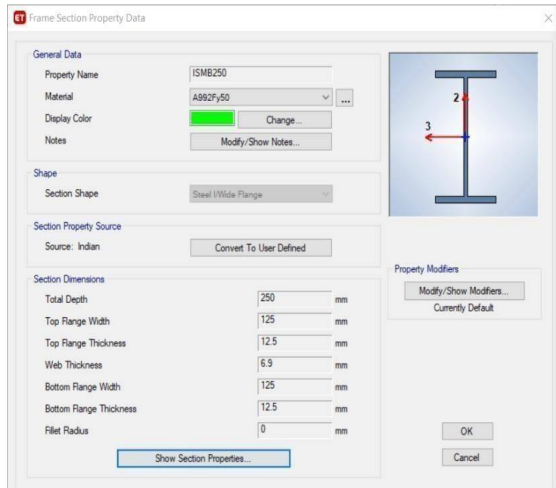 ET Frame Section Property Data
General Data
Property Name ISMB250
Material A992Fy50 ...
Display Color Change...
Notes Modify/Show Notes...
Shape
Section Shape Steel I/Wide Flange
Section Property Source
Source: Indian Convert To User Defined
Section Dimensions
Total Depth 250 mm
Top Flange Width 125 mm
Top Flange Thickness 12.5 mm
Web Thickness 6.9 mm
Bottom Flange Width 125 mm
Bottom Flange Thickness 12.5 mm
Fillet Radius 0 mm
Show Section Properties...
2
3
Property Modifiers
Modify/Show Modifiers...
Currently Default
OK
Cancel